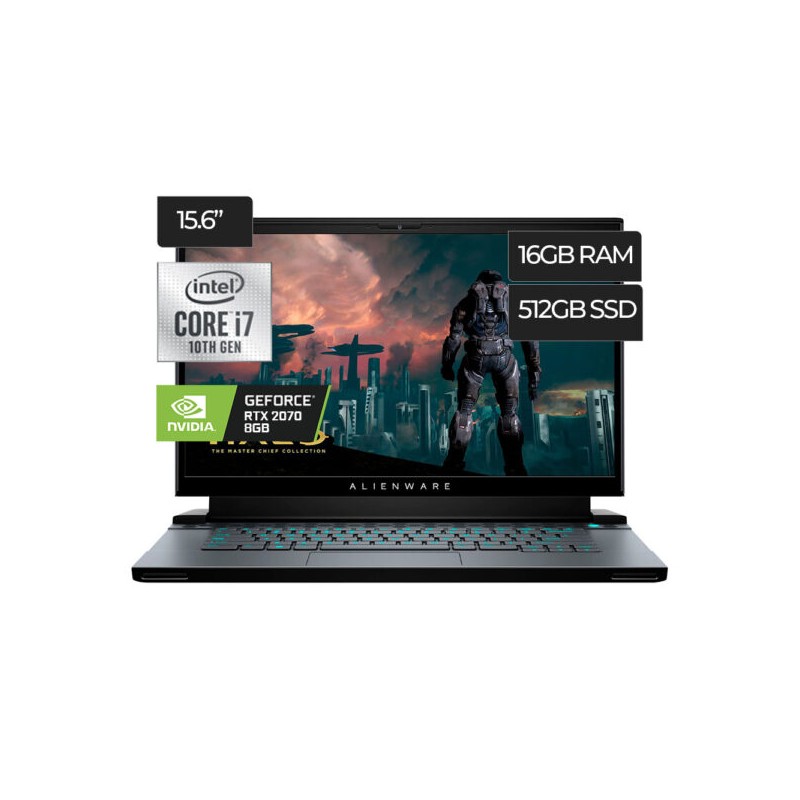 15.6”
16GB RAM
512GB SSD
intel
CORE i7
10TH GEN
NVIDIA.
GEFORCE®
RTX 2070
8GB
THE MASTER CHIEF COLLECTION
ALIENWARE